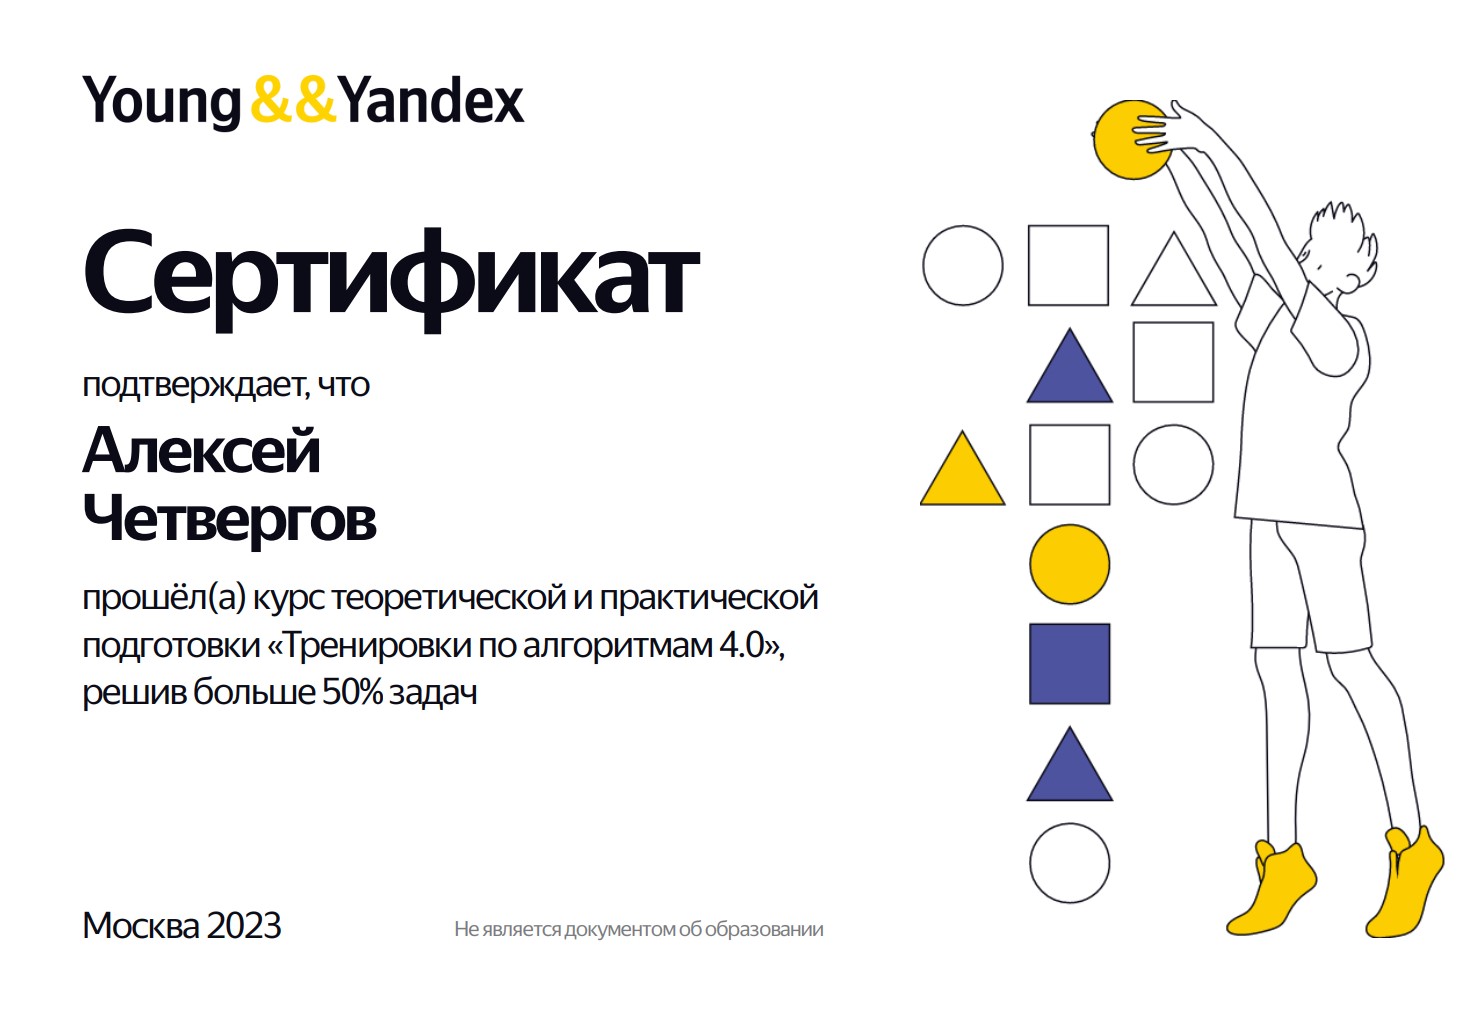 Young&&Yandex
Сертификат
подтверждает, что
Алексей
Четвергов
прошёл(а) курс теоретической и практической
подготовки «Тренировки по алгоритмам 4.0»,
решив больше 50% задач
Москва 2023
Не является документом об образовании